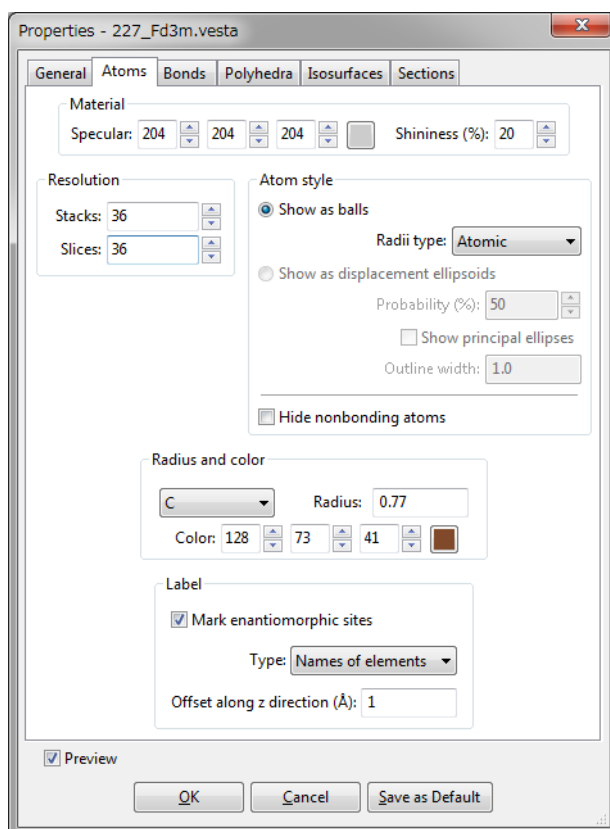 Properties - 227_Fd3m.vesta
General Atoms Bonds Polyhedra Isosurfaces Sections
Material
Specular: 204 204 204 Shininess (%): 20
Resolution
Stacks: 36
Slices: 36
Atom style
Show as balls
Radii type: Atomic
Show as displacement ellipsoids
Probability (%): 50
Show principal ellipses
Outline width: 1.0
Hide nonbonding atoms
Radius and color
C Radius: 0.77
Color: 128 73 41
Label
Mark enantiomorphic sites
Type: Names of elements
Offset along z direction (Å): 1
Preview
OK Cancel Save as Default